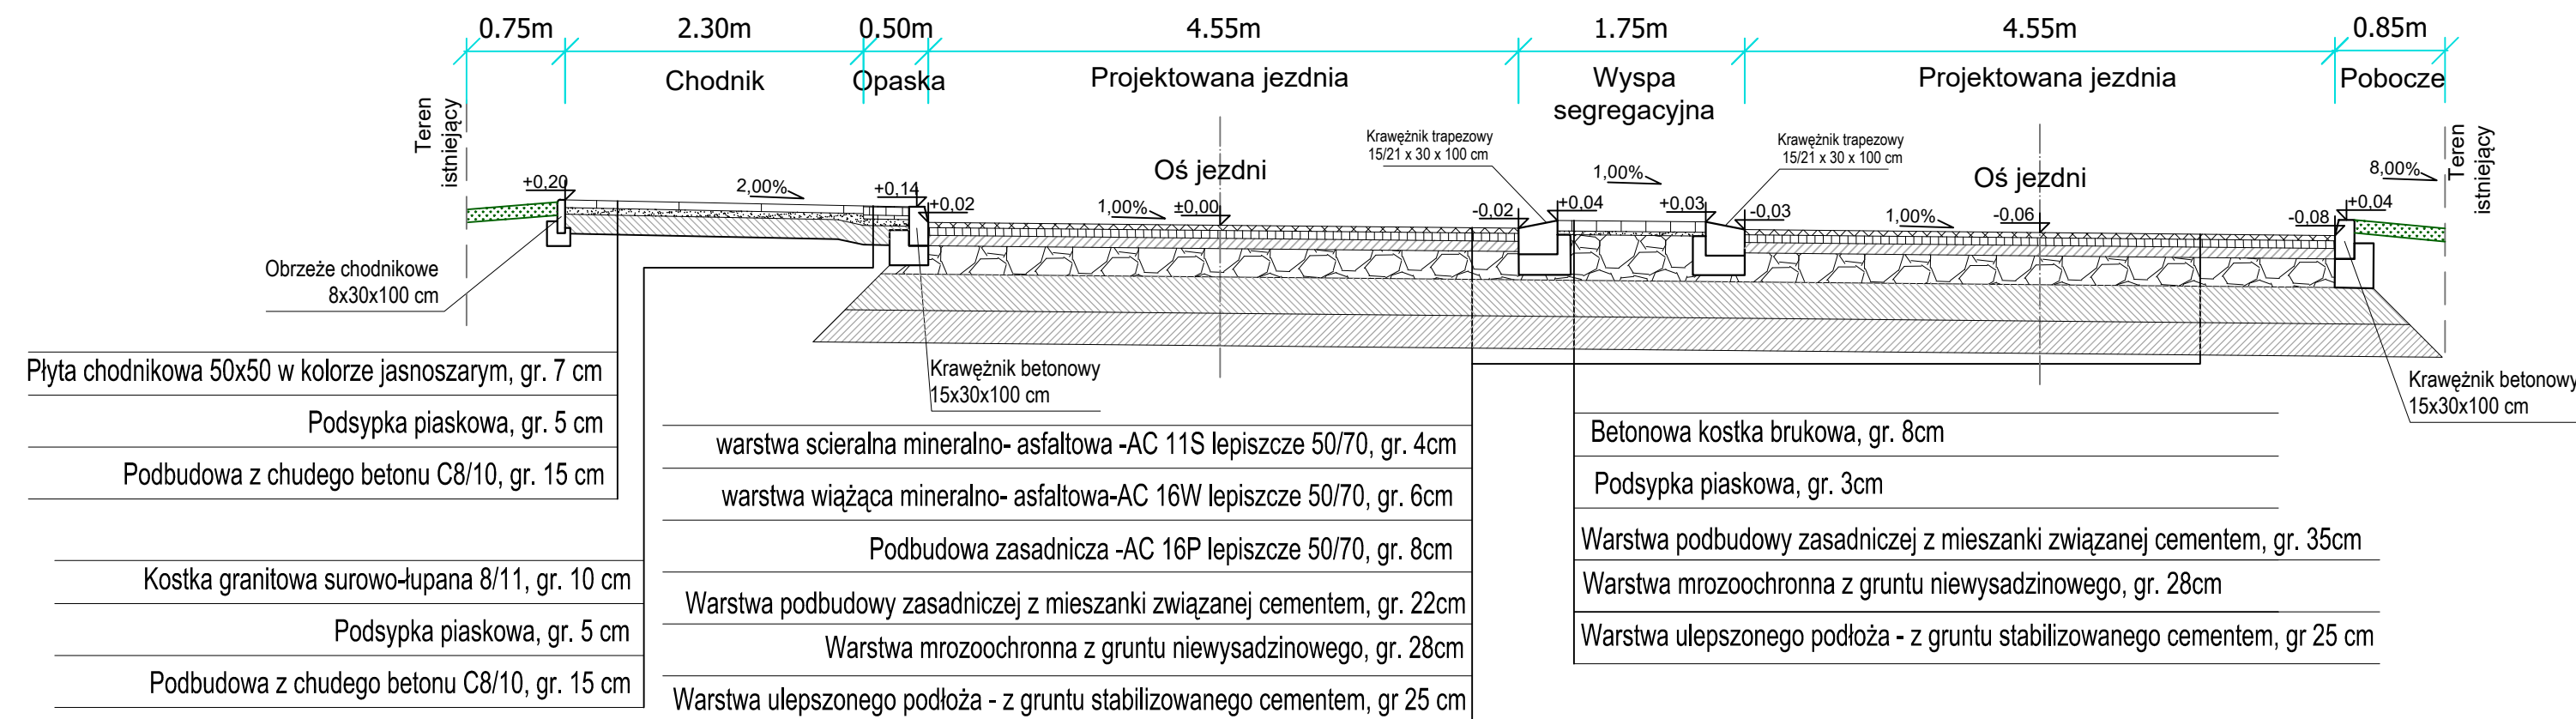 0.75m 2.30m 0.50m 4.55m 1.75m 4.55m 0.85m
Chodnik Opaska Projektowana jezdnia Wyspa Projektowana jezdnia Pobocze
segregacyjna
Teren
istniejący
Krawężnik trapezowy
15/21 x 30 x 100 cm
Krawężnik trapezowy
15/21 x 30 x 100 cm
Teren
istniejący
Oś jezdni 1,00% Oś jezdni 8,00%
+0,20 2,00% +0,14 +0,02 1,00% ±0,00 -0,02 +0,04 +0,03 -0,03 1,00% -0,06 -0,08 +0,04
Obrzeże chodnikowe
8x30x100 cm
Krawężnik betonowy
15x30x100 cm
Krawężnik betonowy
15x30x100 cm
Płyta chodnikowa 50x50 w kolorze jasnoszarym, gr. 7 cm
Podsypka piaskowa, gr. 5 cm
Podbudowa z chudego betonu C8/10, gr. 15 cm
Kostka granitowa surowo-łupana 8/11, gr. 10 cm
Podsypka piaskowa, gr. 5 cm
Podbudowa z chudego betonu C8/10, gr. 15 cm
warstwa scieralna mineralno- asfaltowa -AC 11S lepiszcze 50/70, gr. 4cm
warstwa wiążąca mineralno- asfaltowa-AC 16W lepiszcze 50/70, gr. 6cm
Podbudowa zasadnicza -AC 16P lepiszcze 50/70, gr. 8cm
Warstwa podbudowy zasadniczej z mieszanki związanej cementem, gr. 22cm
Warstwa mrozoochronna z gruntu niewysadzinowego, gr. 28cm
Warstwa ulepszonego podłoża - z gruntu stabilizowanego cementem, gr 25 cm
Betonowa kostka brukowa, gr. 8cm
Podsypka piaskowa, gr. 3cm
Warstwa podbudowy zasadniczej z mieszanki związanej cementem, gr. 35cm
Warstwa mrozoochronna z gruntu niewysadzinowego, gr. 28cm
Warstwa ulepszonego podłoża - z gruntu stabilizowanego cementem, gr 25 cm